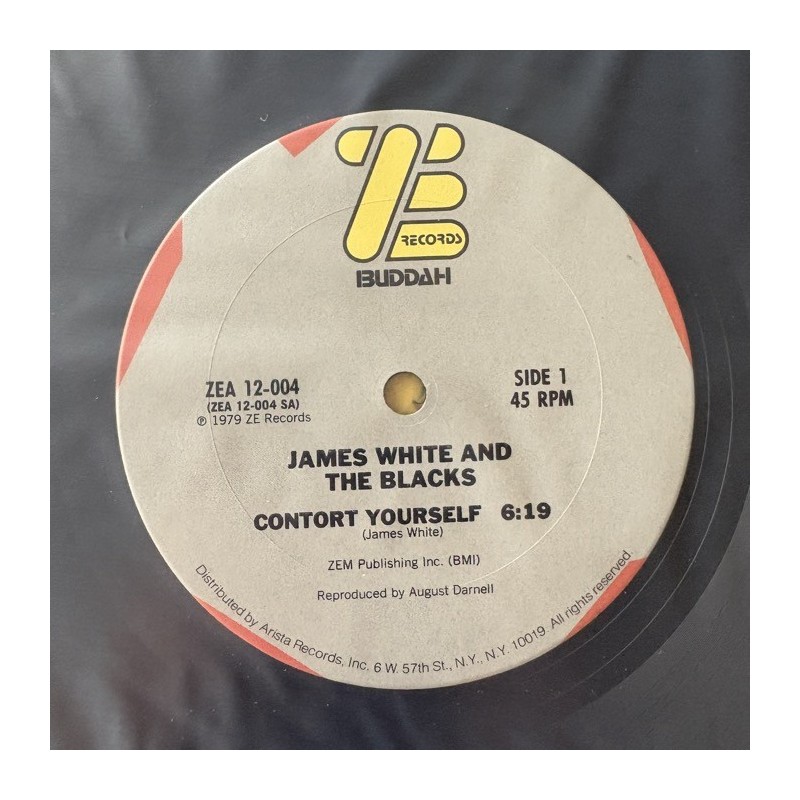 ZE
RECORDS
BUDDAH
ZEA 12-004
(ZEA 12-004 SA)
℗ 1979 ZE Records
SIDE 1
45 RPM
JAMES WHITE AND
THE BLACKS
CONTORT YOURSELF 6:19
(James White)
ZEM Publishing Inc. (BMI)
Reproduced by August Darnell
Distributed by Arista Records, Inc. 6 W. 57th St., N.Y., N.Y. 10019. All rights reserved.